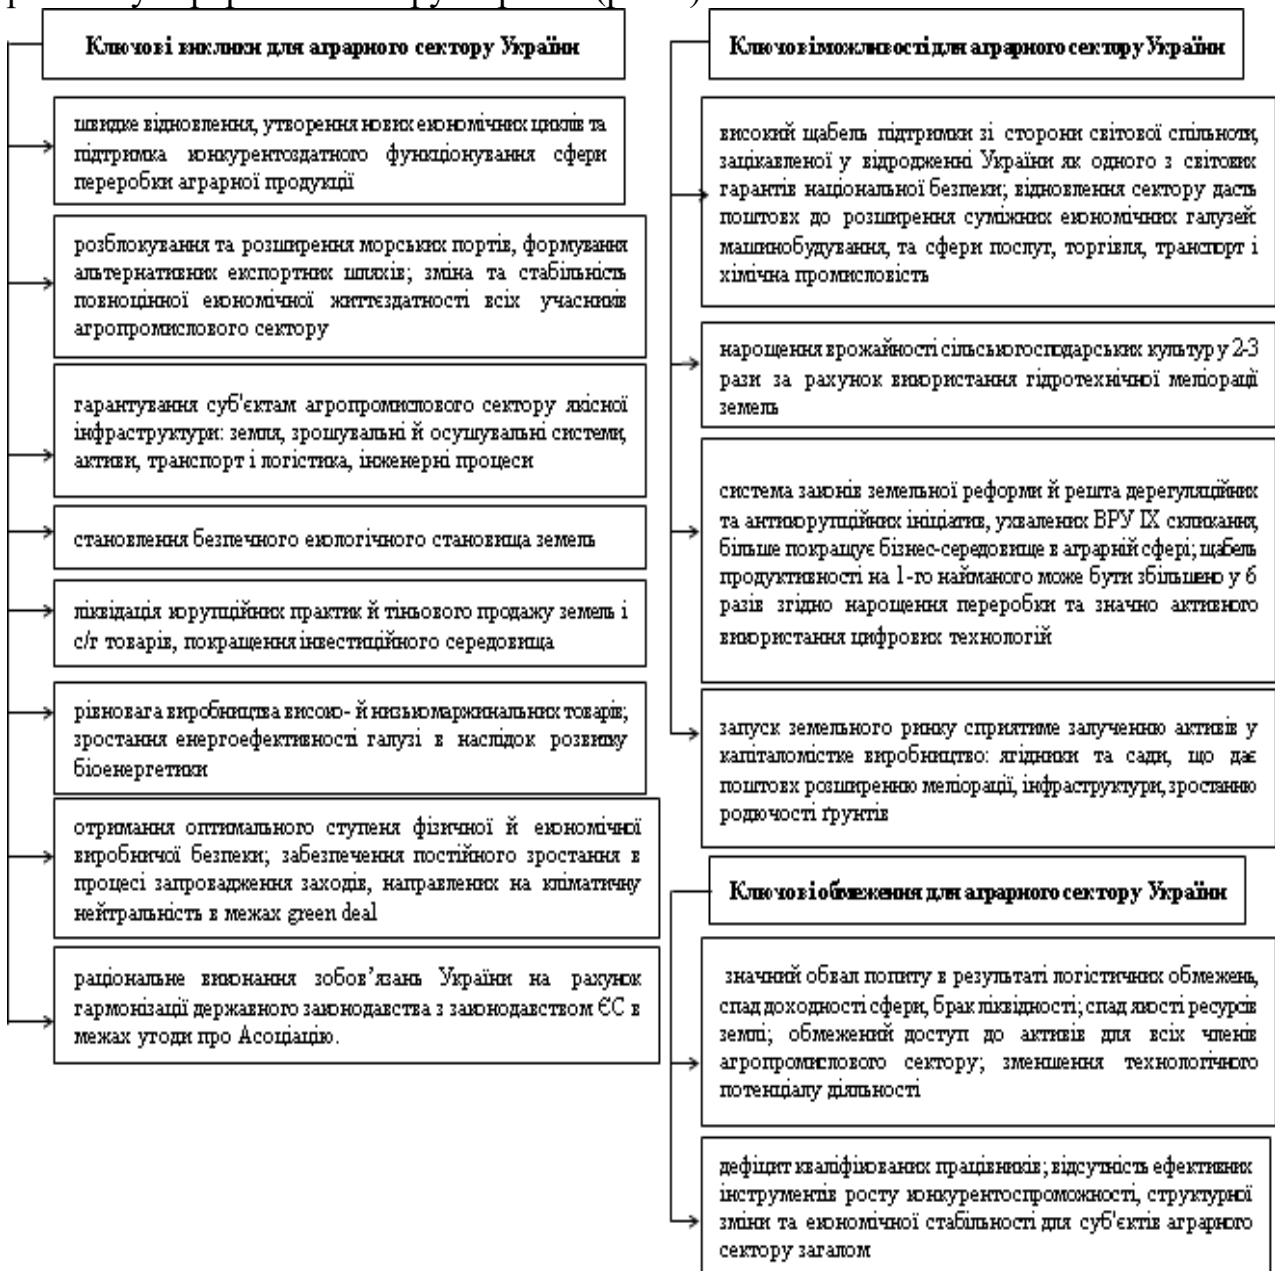 Ключові виклики для аграрного сектору України
швидке відновлення, утворення нових економічних циклів та
підтримка конкурентоздатного функціонування сфери
переробки аграрної продукції
розблокування та розширення морських портів, формування
альтернативних експортних шляхів; зміна та стабільність
повноцінної економічної життєздатності всіх учасників
агропромислового сектору
гарантування суб'єктам агропромислового сектору якісної
інфраструктури: земля, зрошувальні й осушувальні системи,
активи, транспорт і логістика, інженерні процеси
становлення безпечного екологічного становища земель
ліквідація корупційних практик й тіньового продажу земель і
с/г товарів, покращення інвестиційного середовища
рівновага виробництва високо- й низькомаржинальних товарів;
зростання енергоефективності галузі в наслідок розвитку
біоенергетики
отримання оптимального ступеня фізичної й економічної
виробничої безпеки; забезпечення постійного зростання в
процесі запровадження заходів, направлених на кліматичну
нейтральність в межах green deal
раціональне виконання зобов’язань України на рахунок
гармонізації державного законодавства з законодавством ЄС в
межах угоди про Асоціацію.
Ключові можливості для аграрного сектору України
високий щабель підтримки зі сторони світової спільноти,
зацікавленої у відродженні України як одного з світових
гарантів національної безпеки; відновлення сектору дасть
поштовх до розширення суміжних економічних галузей:
машинобудування, та сфери послуг, торгівля, транспорт і
хімічна промисловість
нарощення врожайності сільськогосподарських культур у 2-3
рази за рахунок використання гідротехнічної меліорації
земель
система законів земельної реформи й решта дерегуляційних
та антикорупційних ініціатив, ухвалених ВРУ ІХ скликання,
більше покращує бізнес-середовище в аграрній сфері; щабель
продуктивності на 1-го найманого може бути збільшено у 6
разів згідно нарощення переробки та значно активного
використання цифрових технологій
запуск земельного ринку сприятиме залученню активів у
капіталомістке виробництво: ягідники та сади, що дає
поштовх розширенню меліорації, інфраструктури, зростанню
родючості ґрунтів
Ключові обмеження для аграрного сектору України
значний обвал попиту в результаті логістичних обмежень,
спад доходності сфери, брак ліквідності; спад якості ресурсів
землі; обмежений доступ до активів для всіх членів
агропромислового сектору; зменшення технологічного
потенціалу діяльності
дефіцит кваліфікованих працівників; відсутність ефективних
інструментів росту конкурентоспроможності, структурної
зміни та економічної стабільності для суб'єктів аграрного
сектору загалом